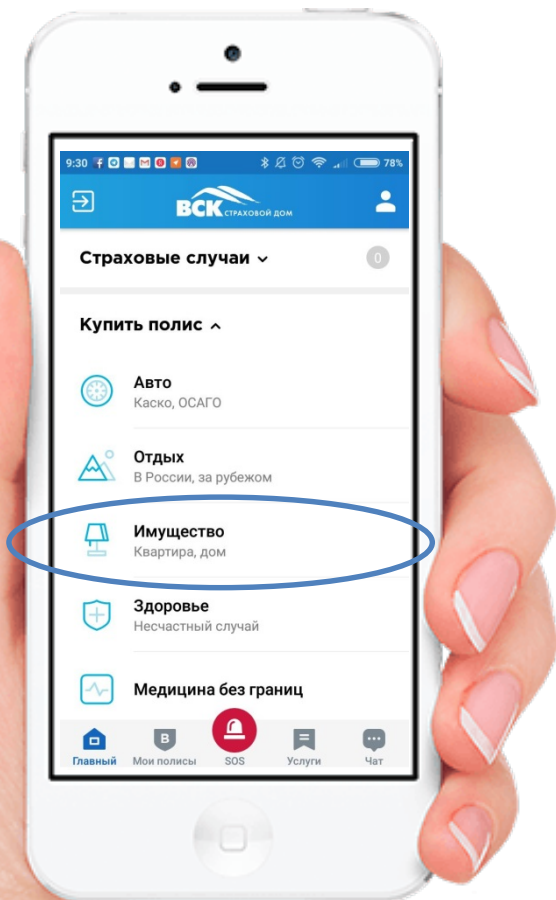 9:30
78%
ВСК СТРАХОВОЙ ДОМ
Страховые случаи
0
Купить полис
Авто
Каско, ОСАГО
Отдых
В России, за рубежом
Имущество
Квартира, дом
Здоровье
Несчастный случай
Медицина без границ
Главный Мои полисы SOS Услуги Чат